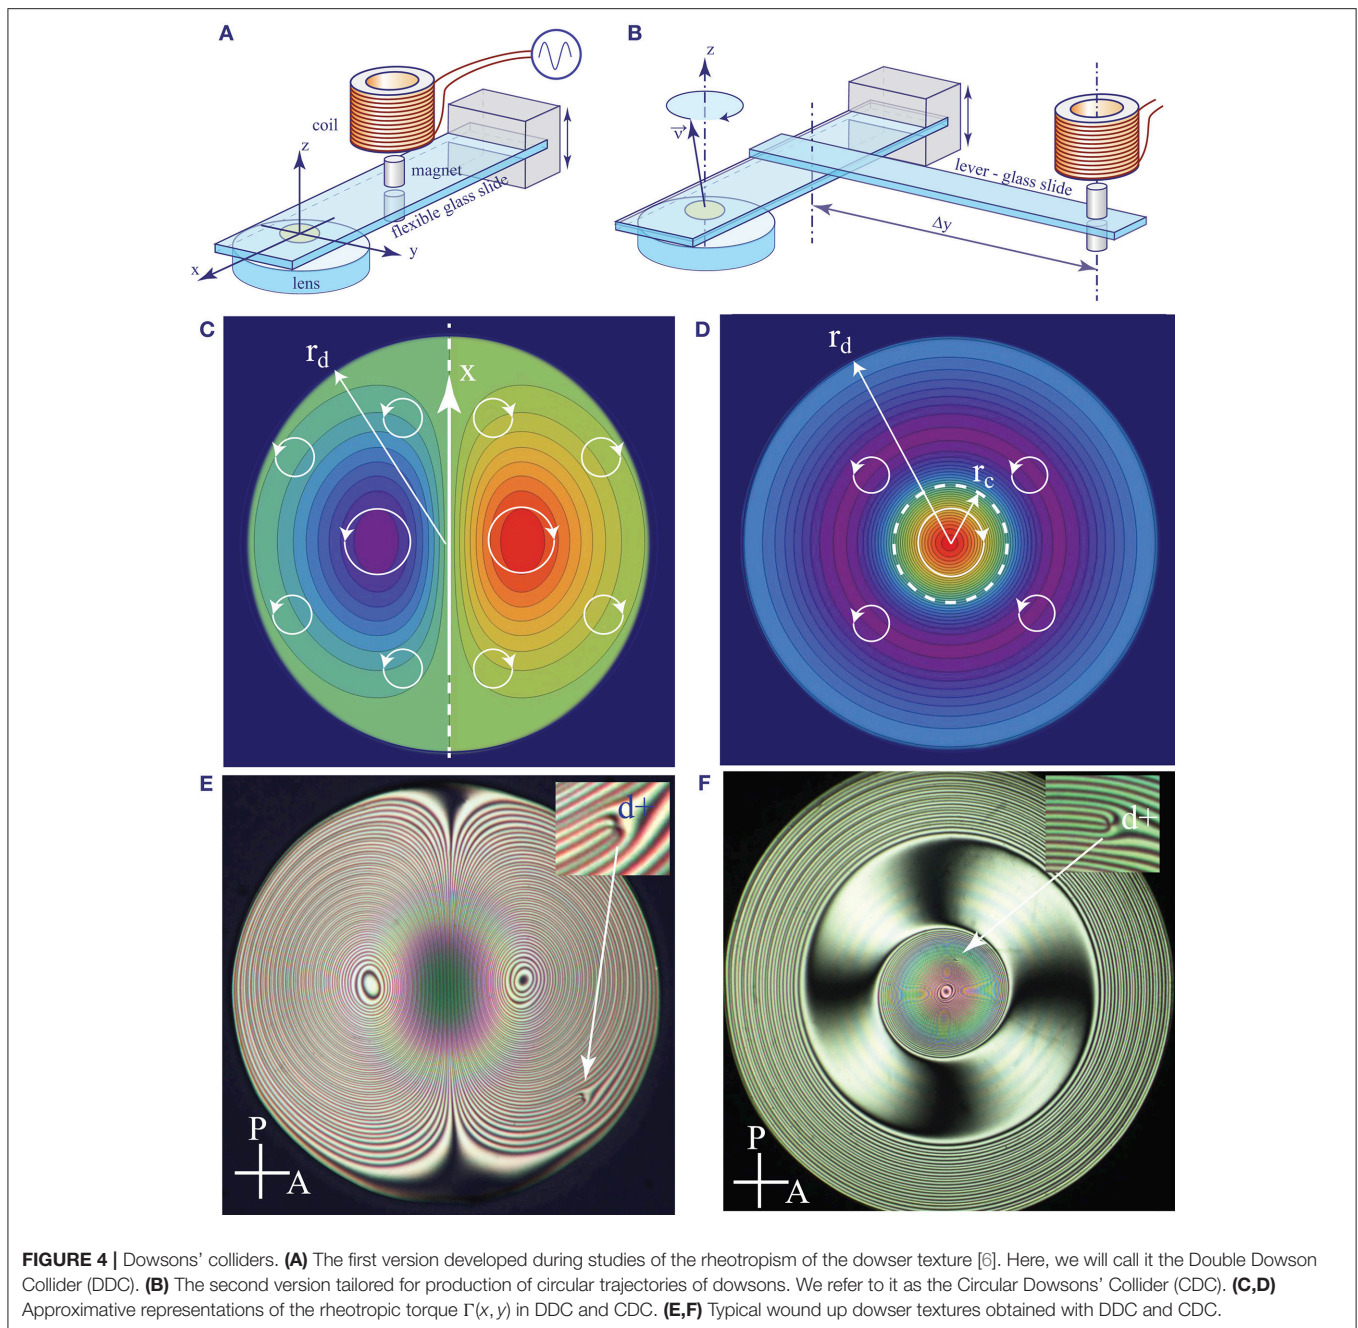 A
B
coil
z
magnet
flexible glass slide
x
y
lens
z
v
lever - glass slide
Δy
C
r_d
x
D
r_d
r_c
E
d+
P
A
F
d+
P
A
FIGURE 4 | Dowsons' colliders. (A) The first version developed during studies of the rheotropism of the dowser texture [6]. Here, we will call it the Double Dowson
Collider (DDC). (B) The second version tailored for production of circular trajectories of dowsons. We refer to it as the Circular Dowsons' Collider (CDC). (C,D)
Approximative representations of the rheotropic torque Γ(x, y) in DDC and CDC. (E,F) Typical wound up dowser textures obtained with DDC and CDC.